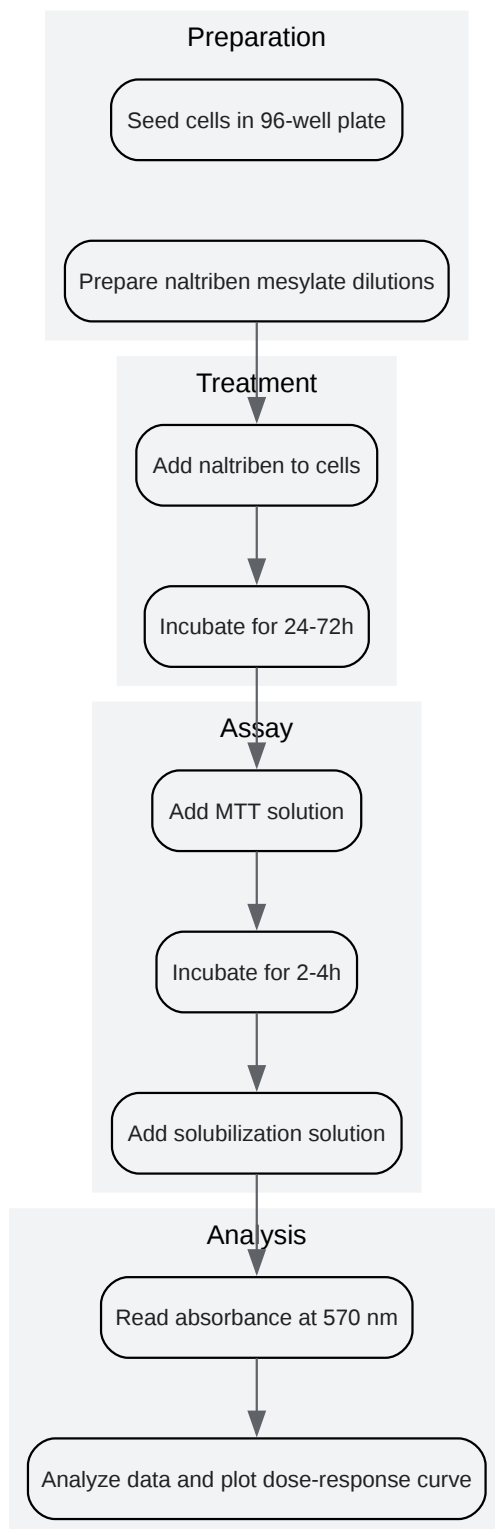 Preparation
Seed cells in 96-well plate
Prepare naltriben mesylate dilutions
Treatment
Add naltriben to cells
Incubate for 24-72h
Assay
Add MTT solution
Incubate for 2-4h
Add solubilization solution
Analysis
Read absorbance at 570 nm
Analyze data and plot dose-response curve